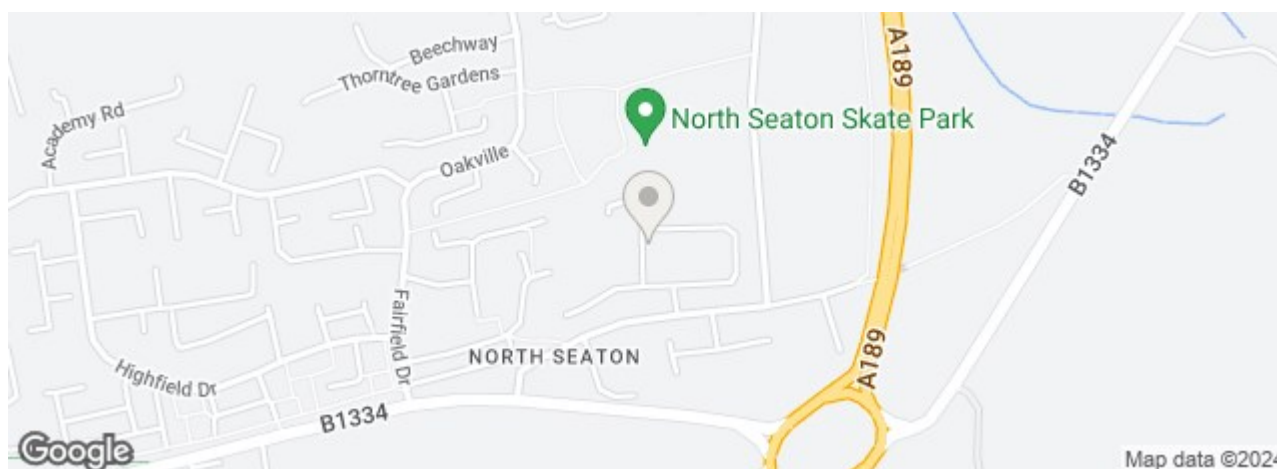 A189
Beechway
Thorntree Gardens
Academy Rd
North Seaton Skate Park
Oakville
B1334
Fairfield Dr
A189
NORTH SEATON
Highfield Dr
B1334
Google
Map data ©2024